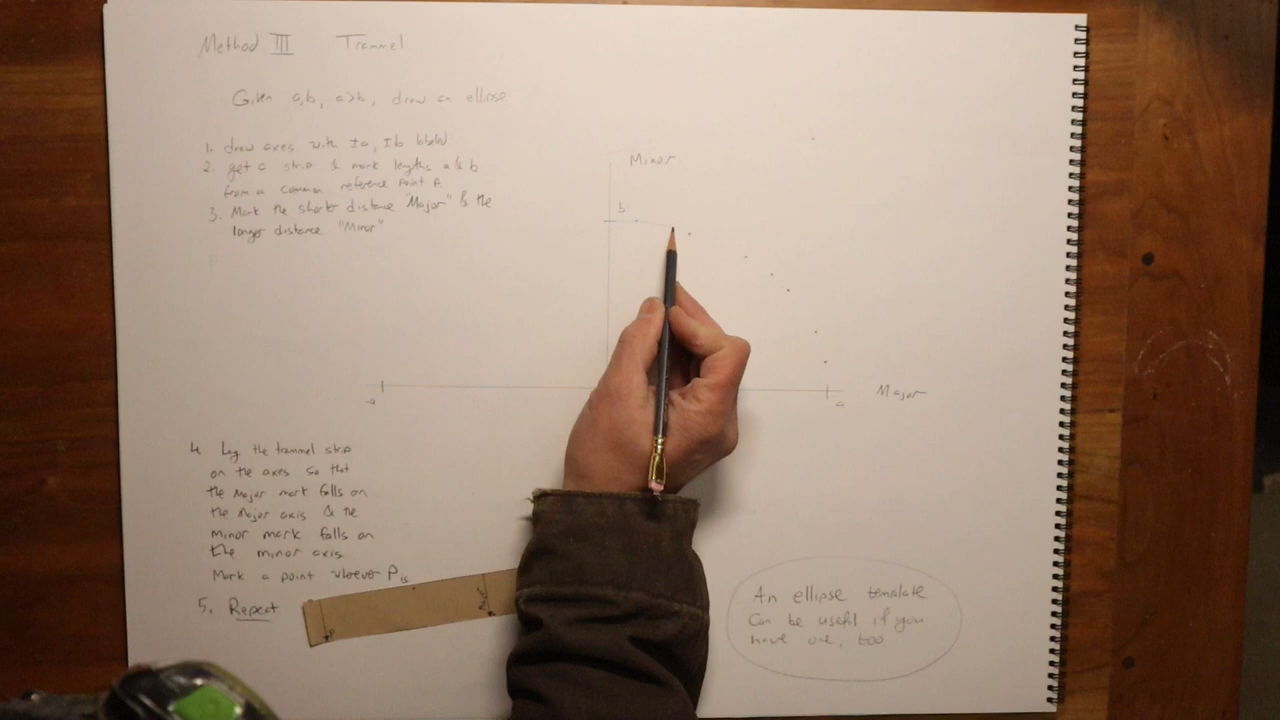 Method III Trammel
Given a,b, a>b, draw an ellipse.
1. draw axes with ±a, ±b labeled
2. get a strip & mark lengths a & b
from a common reference point P.
3. Mark the shorter distance "Major" & the
longer distance "Minor"
Minor
b
-a
a
Major
4. Lay the trammel strip
on the axes so that
the major mark falls on
the major axis & the
minor mark falls on
the minor axis.
Mark a point wherever P is
5. Repeat
P
Major
An ellipse template
Can be useful if you
have one, too